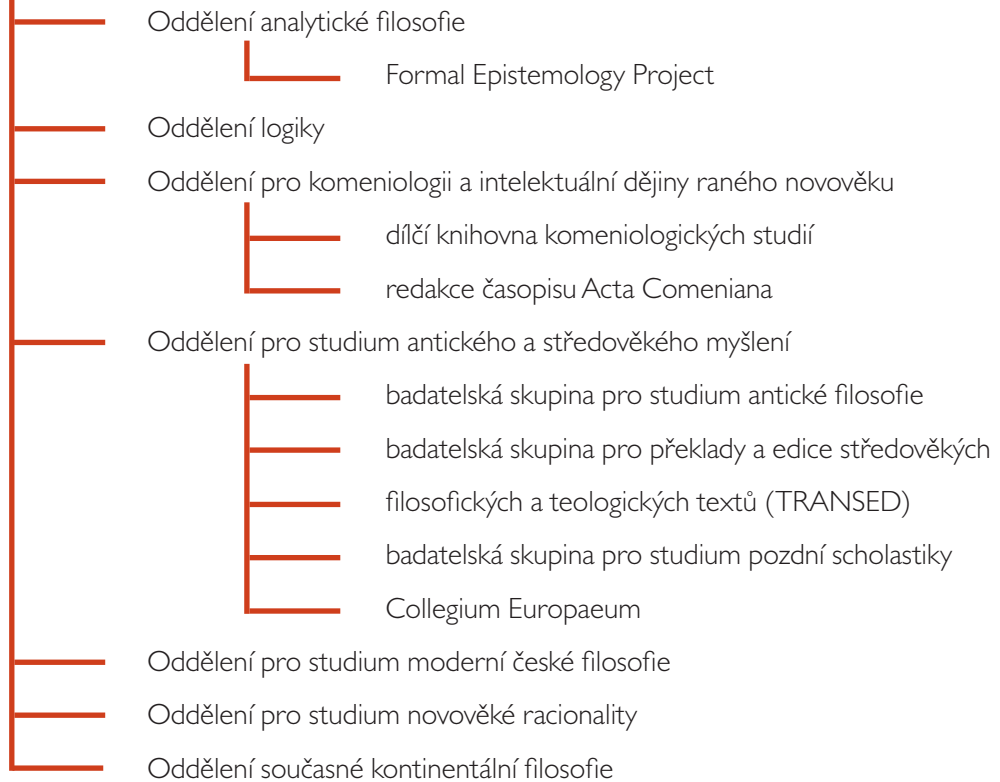 Oddělení analytické filosofie
Formal Epistemology Project
Oddělení logiky
Oddělení pro komeniologii a intelektuální dějiny raného novověku
dílčí knihovna komeniologických studií
redakce časopisu Acta Comeniana
Oddělení pro studium antického a středověkého myšlení
badatelská skupina pro studium antické filosofie
badatelská skupina pro překlady a edice středověkých
filosofických a teologických textů (TRANSED)
badatelská skupina pro studium pozdní scholastiky
Collegium Europaeum
Oddělení pro studium moderní české filosofie
Oddělení pro studium novověké racionality
Oddělení současné kontinentální filosofie